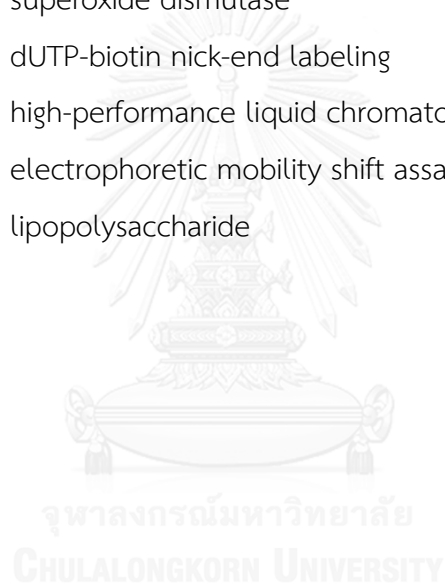 superoxide dismutase
dUTP-biotin nick-end labeling
high-performance liquid chromato
electrophoretic mobility shift assa
lipopolysaccharide
จุฬาลงกรณ์มหาวิทยาลัย
CHULALONGKORN UNIVERSITY